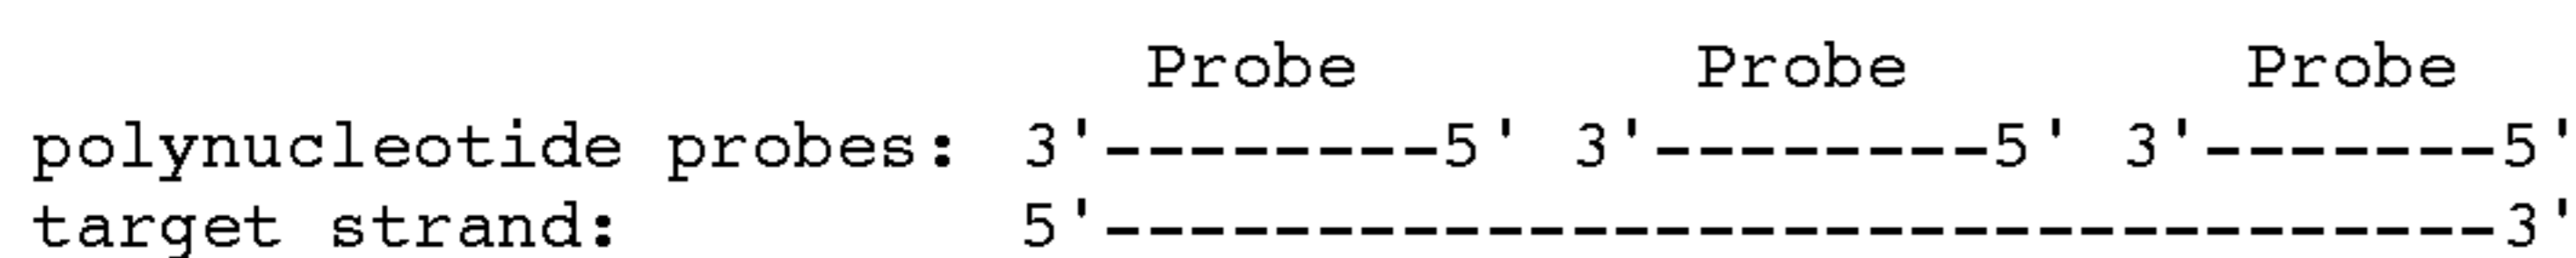 Probe Probe Probe
polynucleotide probes: 3'--------5' 3'--------5' 3'-------5'
target strand: 5'---------------------------------3'